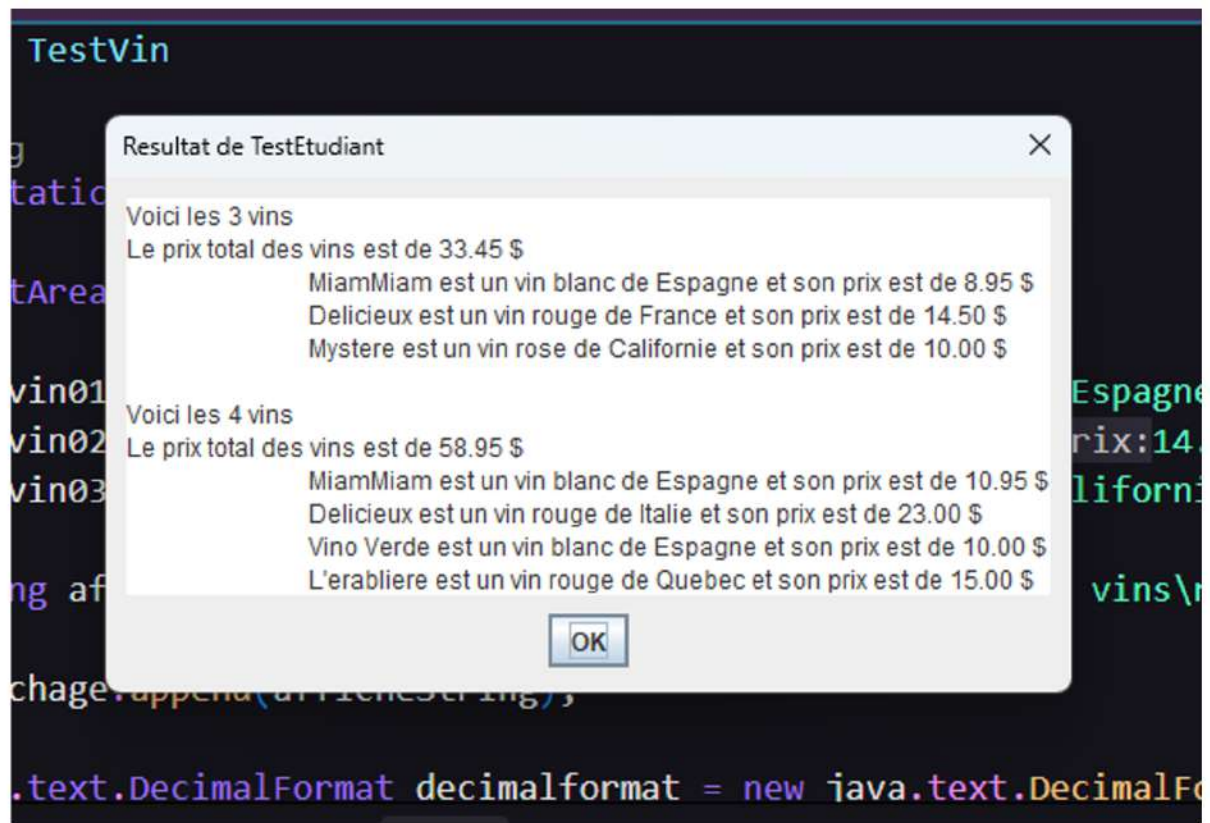 TestVin
g
Resultat de TestEtudiant
tatic
Voici les 3 vins
Le prix total des vins est de 33.45 $
MiamMiam est un vin blanc de Espagne et son prix est de 8.95 $
tArea
Delicieux est un vin rouge de France et son prix est de 14.50 $
Mystere est un vin rose de Californie et son prix est de 10.00 $
vin01
Espagne
Voici les 4 vins
vin02
Le prix total des vins est de 58.95 $
rix:14.
MiamMiam est un vin blanc de Espagne et son prix est de 10.95 $
vin03
liforni
Delicieux est un vin rouge de Italie et son prix est de 23.00 $
Vino Verde est un vin blanc de Espagne et son prix est de 10.00 $
L'erabliere est un vin rouge de Quebec et son prix est de 15.00 $
ng af
vins\
OK
chage.append(afficheString);
.text.DecimalFormat decimalformat = new java.text.DecimalFo